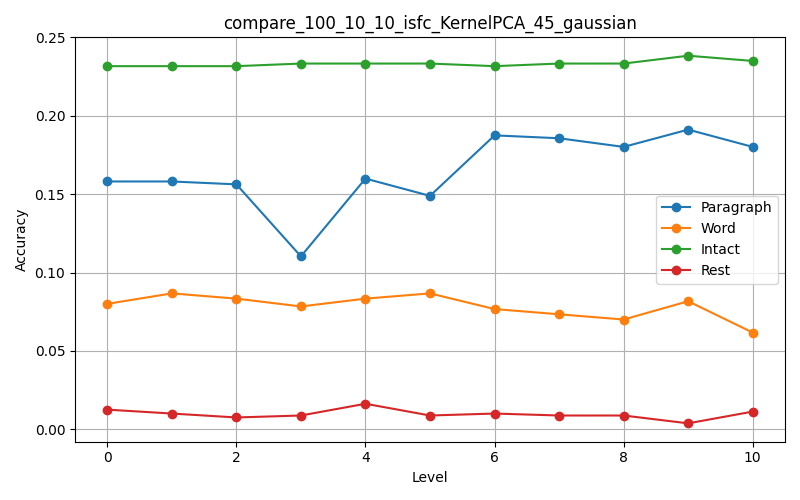 compare_100_10_10_isfc_KernelPCA_45_gaussian
0.25
0.20
0.15
0.10
0.05
0.00
Accuracy
Paragraph
Word
Intact
Rest
0 2 4 6 8 10
Level